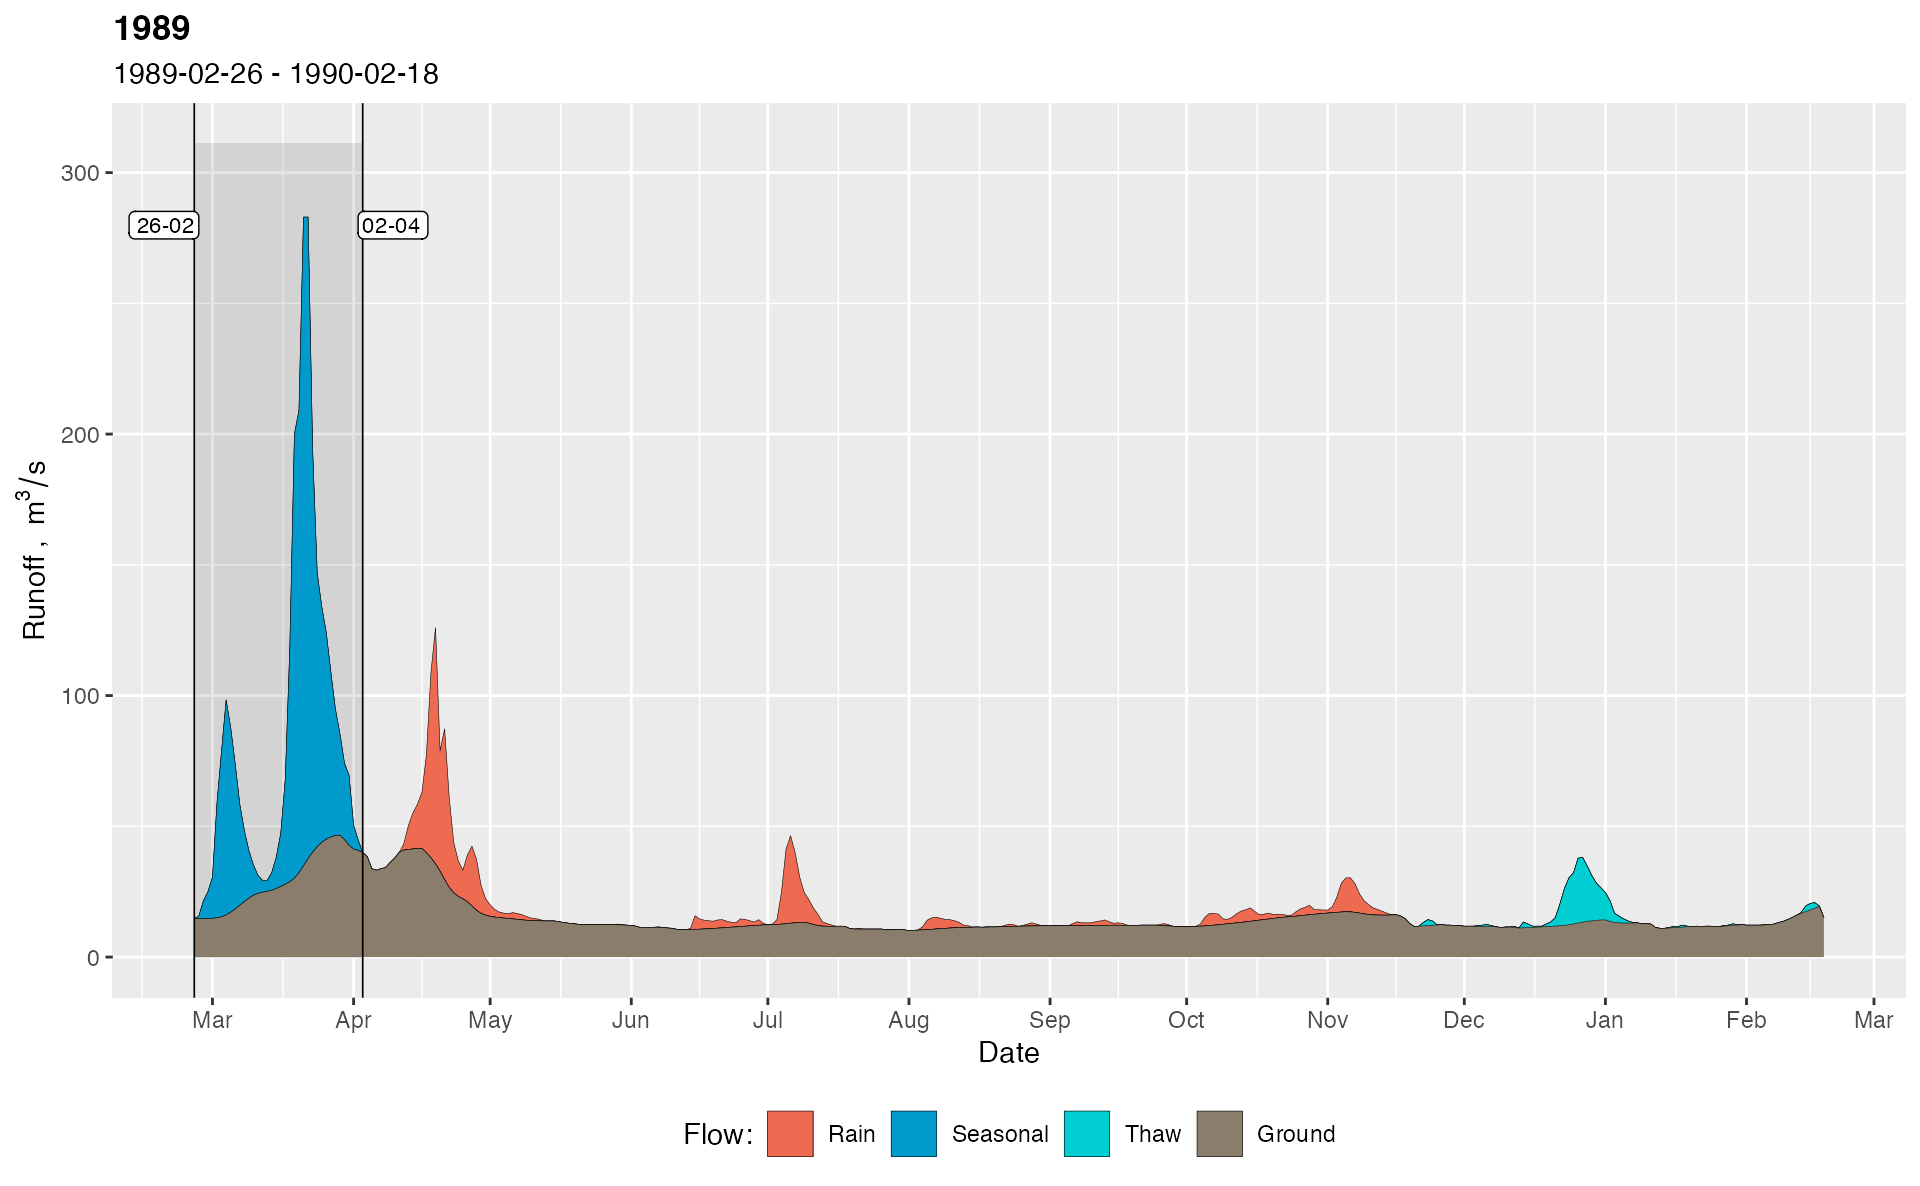 1989
1989-02-26 - 1990-02-18
300
200
100
0
26-02
02-04
Runoff , m³/s
Mar Apr May Jun Jul Aug Sep Oct Nov Dec Jan Feb Mar
Date
Flow: Rain Seasonal Thaw Ground